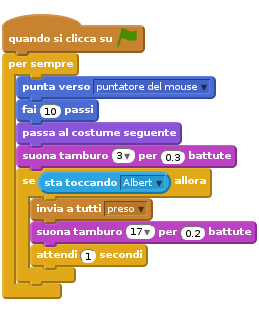 quando si clicca su
per sempre
punta verso puntatore del mouse
fai 10 passi
passa al costume seguente
suona tamburo 3 per 0.3 battute
se sta toccando Albert allora
invia a tutti preso
suona tamburo 17 per 0.2 battute
attendi 1 secondi